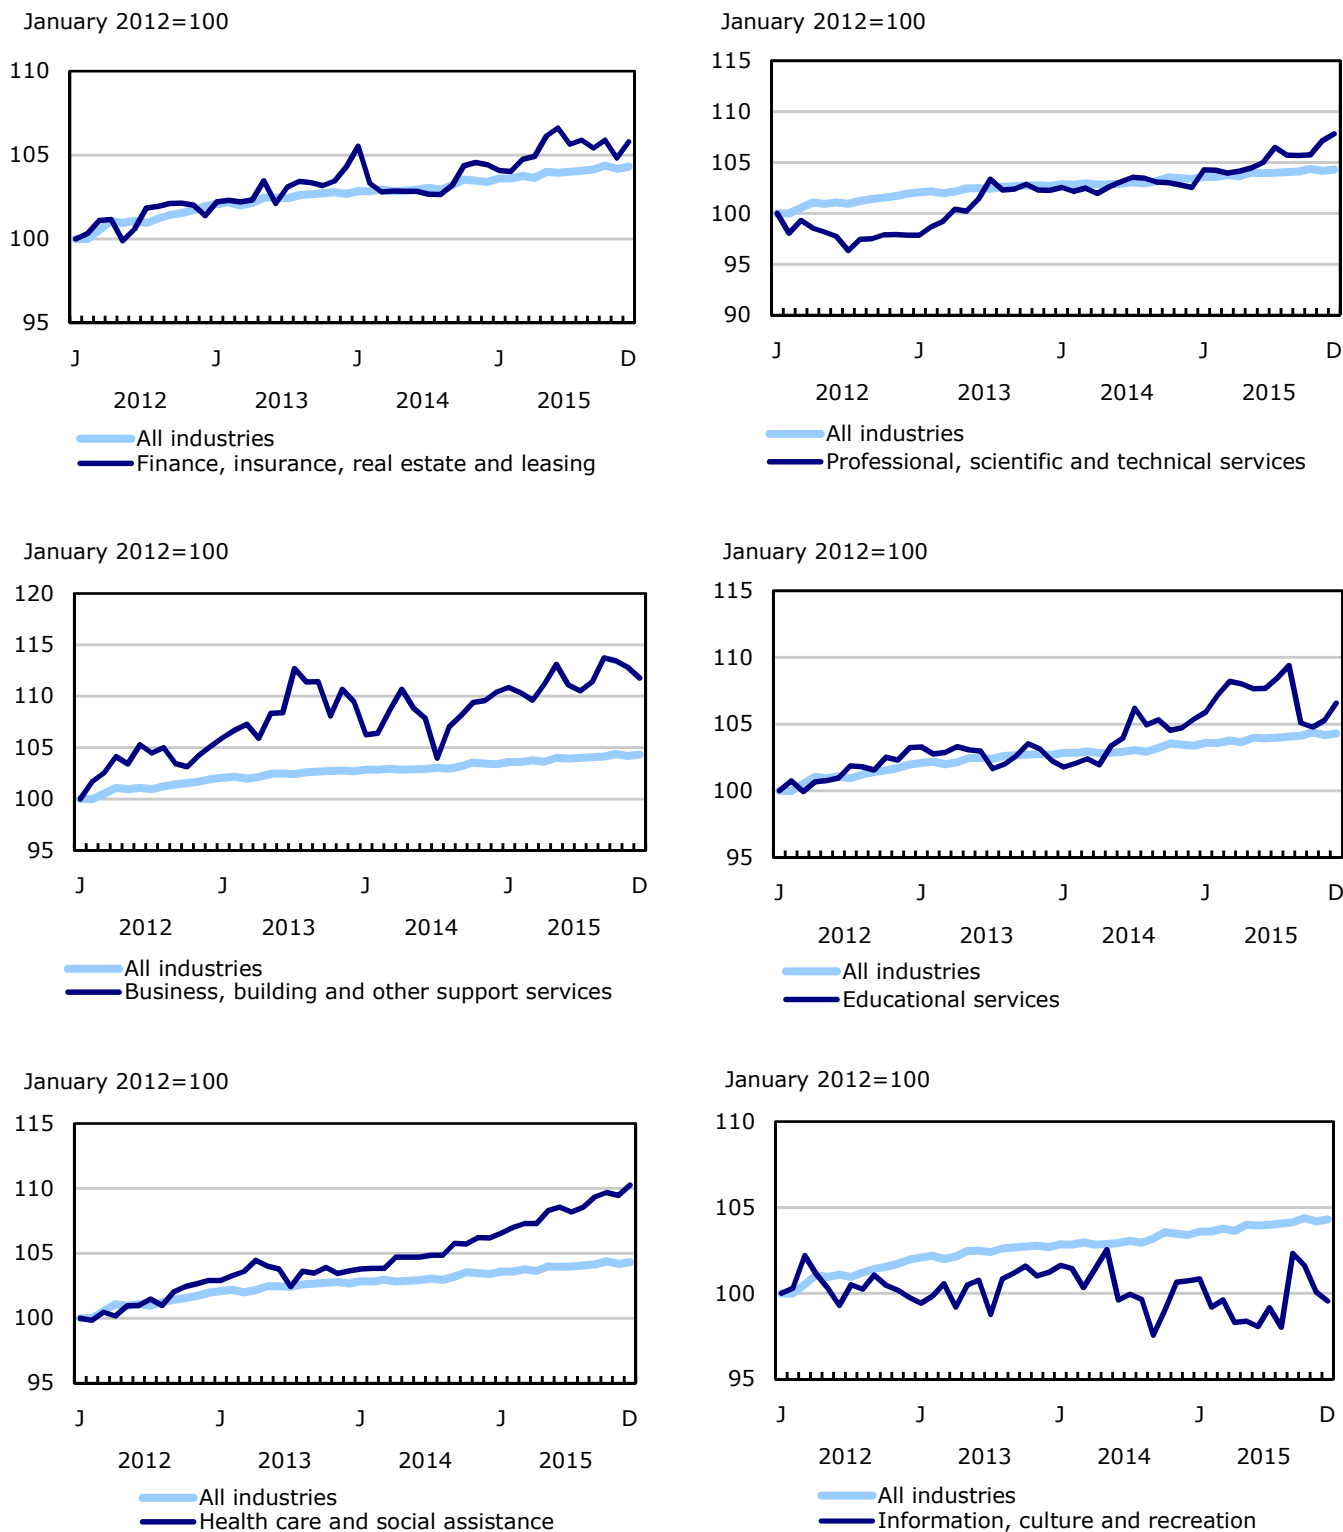 January 2012=100
110
105
100
95
J J J J D
2012 2013 2014 2015
All industries
Finance, insurance, real estate and leasing
January 2012=100
115
110
105
100
95
90
J J J J D
2012 2013 2014 2015
All industries
Professional, scientific and technical services
January 2012=100
120
115
110
105
100
95
J J J J D
2012 2013 2014 2015
All industries
Business, building and other support services
January 2012=100
115
110
105
100
95
J J J J D
2012 2013 2014 2015
All industries
Educational services
January 2012=100
115
110
105
100
95
J J J J D
2012 2013 2014 2015
All industries
Health care and social assistance
January 2012=100
110
105
100
95
J J J J D
2012 2013 2014 2015
All industries
Information, culture and recreation